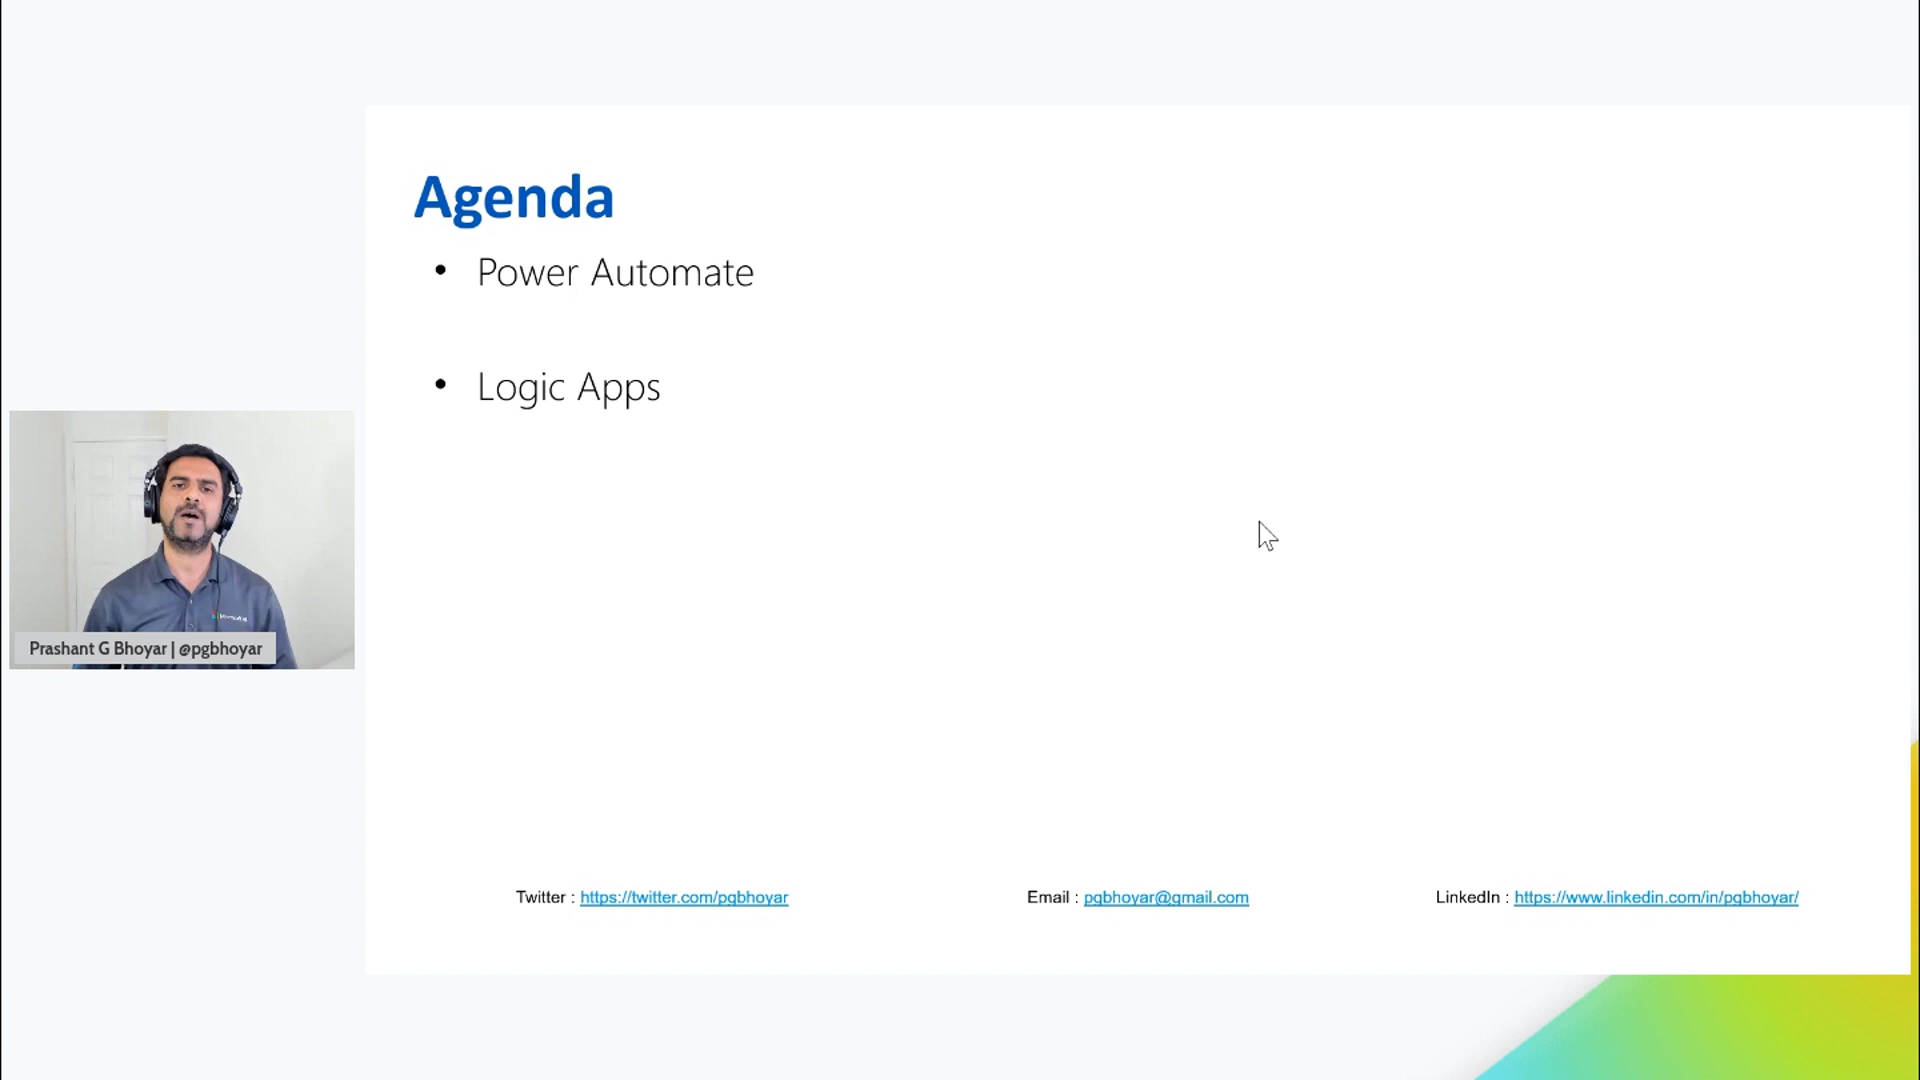 Agenda
• Power Automate
• Logic Apps
Prashant G Bhoyar | @pgbhoyar
Twitter : https://twitter.com/pgbhoyar
Email : pgbhoyar@gmail.com
LinkedIn : https://www.linkedin.com/in/pgbhoyar/